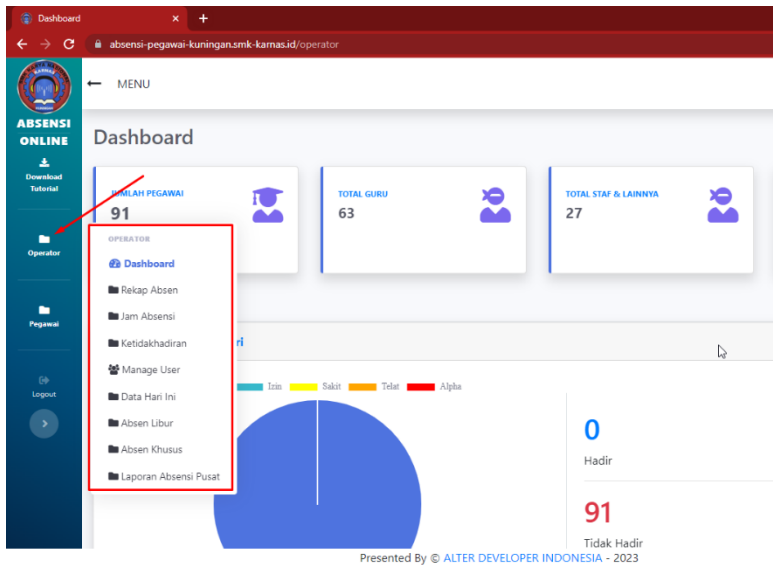 Dashboard
absensi-pegawai-kuningan.smk-karnas.id/operator
MENU
ABSENSI
ONLINE
Download
Tutorial
Operator
Pegawai
Logout
Dashboard
JUMLAH PEGAWAI
91
TOTAL GURU
63
TOTAL STAF & LAINNYA
27
OPERATOR
Dashboard
Rekap Absen
Jam Absensi
Ketidakhadiran
Manage User
Data Hari Ini
Absen Libur
Absen Khusus
Laporan Absensi Pusat
ri
Izin
Sakit
Telat
Alpha
0
Hadir
91
Tidak Hadir
Presented By © ALTER DEVELOPER INDONESIA - 2023